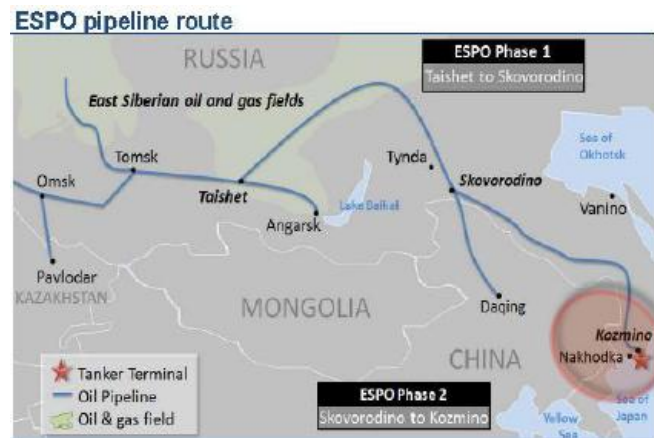 ESPO pipeline route
RUSSIA
ESPO Phase 1
Taishet to Skovorodino
East Siberian oil and gas fields
Sea of
Okhotsk
Tomsk
Tynda
Omsk
Taishet
Skovorodino
Lake Baikal
Vanino
Angarsk
Pavlodar
KAZAKHSTAN
MONGOLIA
Daqing
Kozmino
Nakhodka
CHINA
Tanker Terminal
Oil Pipeline
Oil & gas field
ESPO Phase 2
Skovorodino to Kozmino
Yellow
Sea
Sea of
Japan